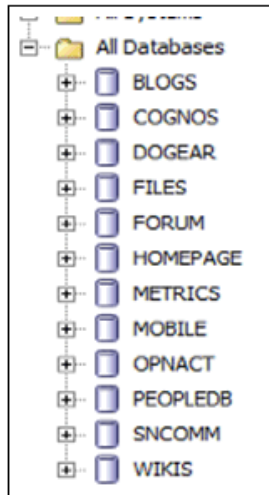 All Databases
BLOGS
COGNOS
DOGEAR
FILES
FORUM
HOMEPAGE
METRICS
MOBILE
OPNACT
PEOPLEDB
SNCOMM
WIKIS